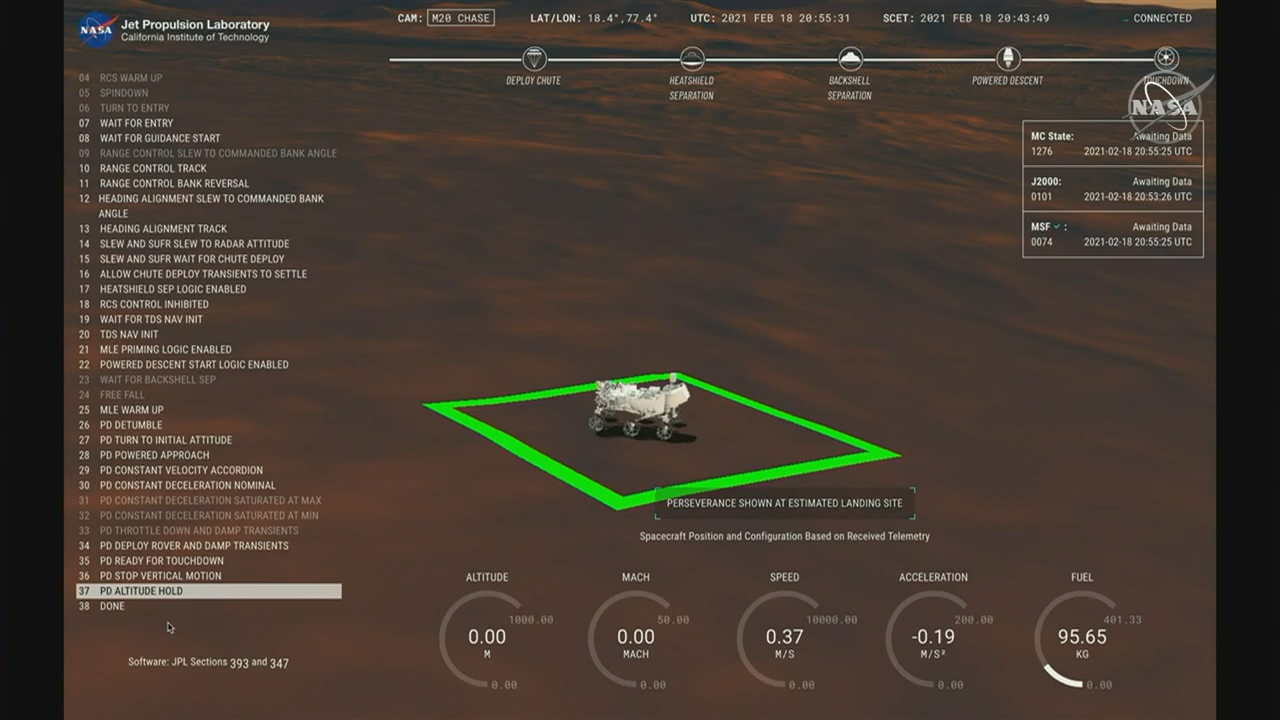 NASA
Jet Propulsion Laboratory
California Institute of Technology
CAM: M20 CHASE
LAT/LON: 18.4°,77.4°
UTC: 2021 FEB 18 20:55:31
SCET: 2021 FEB 18 20:43:49
CONNECTED
DEPLOY CHUTE
HEATSHIELD
SEPARATION
BACKSHELL
SEPARATION
POWERED DESCENT
TOUCHDOWN
NASA
04 RCS WARM UP
05 SPINDOWN
06 TURN TO ENTRY
07 WAIT FOR ENTRY
08 WAIT FOR GUIDANCE START
09 RANGE CONTROL SLEW TO COMMANDED BANK ANGLE
10 RANGE CONTROL TRACK
11 RANGE CONTROL BANK REVERSAL
12 HEADING ALIGNMENT SLEW TO COMMANDED BANK
ANGLE
13 HEADING ALIGNMENT TRACK
14 SLEW AND SUFR SLEW TO RADAR ATTITUDE
15 SLEW AND SUFR WAIT FOR CHUTE DEPLOY
16 ALLOW CHUTE DEPLOY TRANSIENTS TO SETTLE
17 HEATSHIELD SEP LOGIC ENABLED
18 RCS CONTROL INHIBITED
19 WAIT FOR TDS NAV INIT
20 TDS NAV INIT
21 MLE PRIMING LOGIC ENABLED
22 POWERED DESCENT START LOGIC ENABLED
23 WAIT FOR BACKSHELL SEP
24 FREE FALL
25 MLE WARM UP
26 PD DETUMBLE
27 PD TURN TO INITIAL ATTITUDE
28 PD POWERED APPROACH
29 PD CONSTANT VELOCITY ACCORDION
30 PD CONSTANT DECELERATION NOMINAL
31 PD CONSTANT DECELERATION SATURATED AT MAX
32 PD CONSTANT DECELERATION SATURATED AT MIN
33 PD THROTTLE DOWN AND DAMP TRANSIENTS
34 PD DEPLOY ROVER AND DAMP TRANSIENTS
35 PD READY FOR TOUCHDOWN
36 PD STOP VERTICAL MOTION
37 PD ALTITUDE HOLD
38 DONE
Software: JPL Sections 393 and 347
MC State: Awaiting Data
1276 2021-02-18 20:55:25 UTC
J2000: Awaiting Data
0101 2021-02-18 20:53:26 UTC
MSF ✓ : Awaiting Data
0074 2021-02-18 20:55:25 UTC
PERSEVERANCE SHOWN AT ESTIMATED LANDING SITE
Spacecraft Position and Configuration Based on Received Telemetry
ALTITUDE
1000.00
0.00
M
0.00
MACH
50.00
0.00
MACH
0.00
SPEED
10000.00
0.37
M/S
0.00
ACCELERATION
200.00
-0.19
M/S²
0.00
FUEL
401.33
95.65
KG
0.00